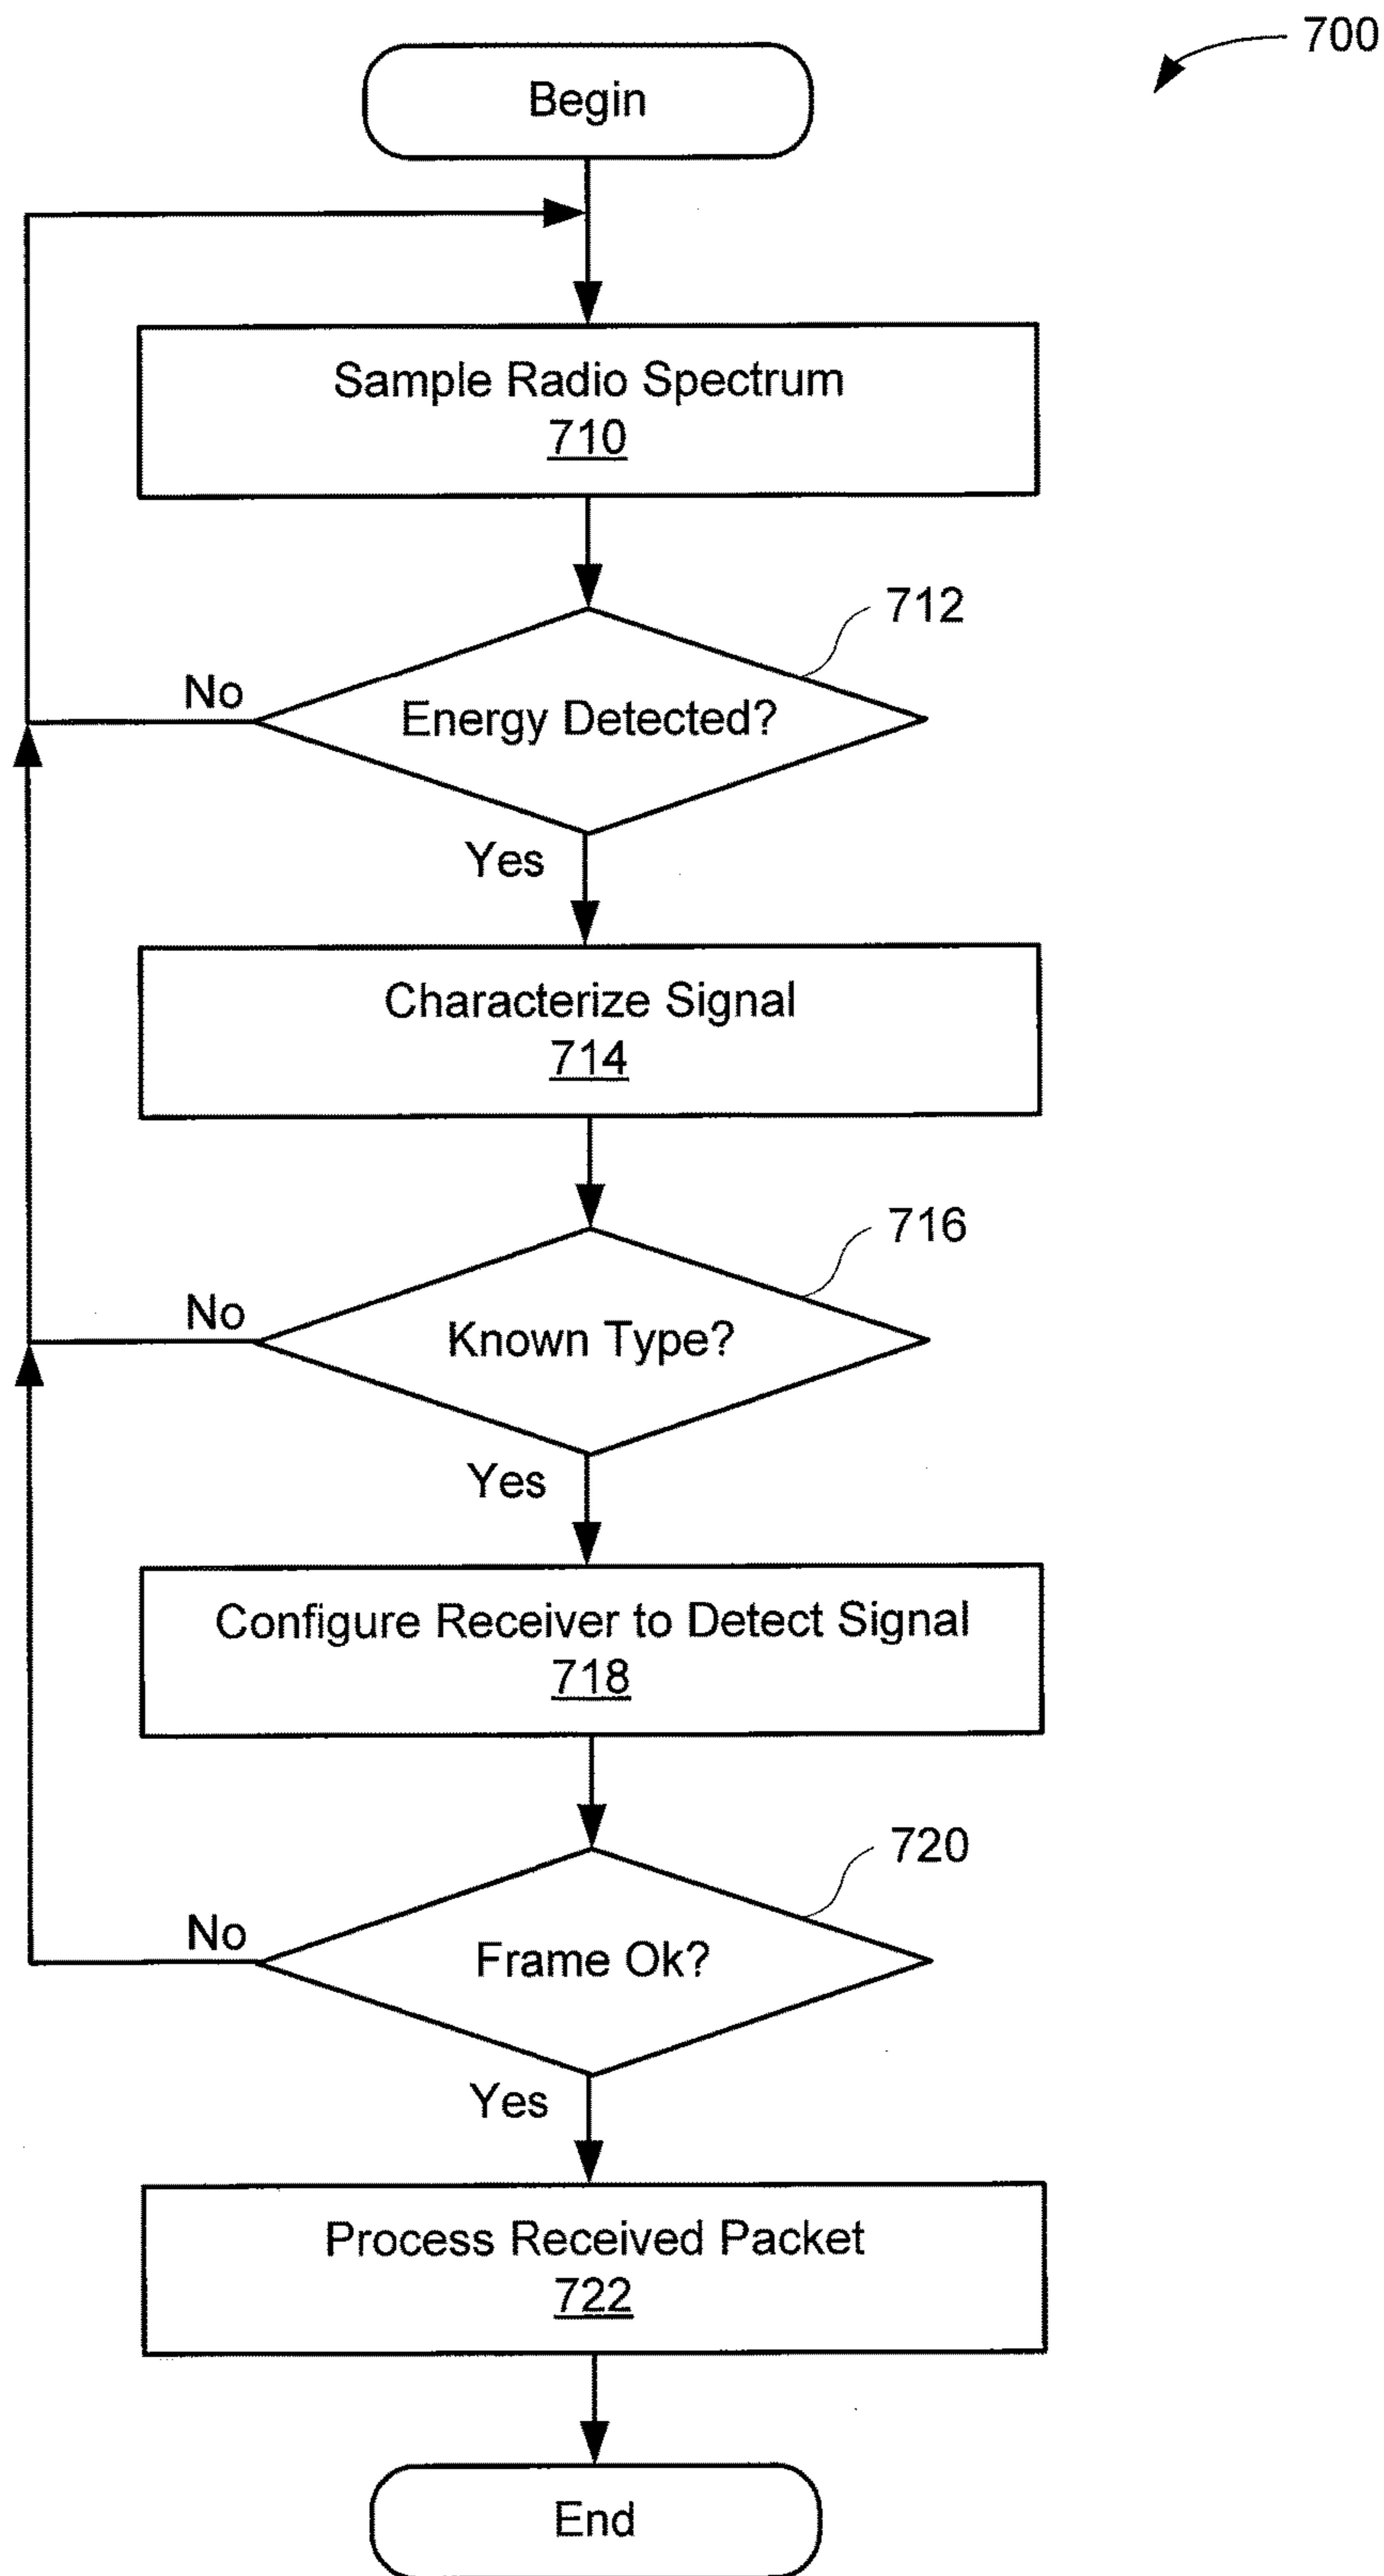 700
Begin
Sample Radio Spectrum
710
712
No
Energy Detected?
Yes
Characterize Signal
714
716
No
Known Type?
Yes
Configure Receiver to Detect Signal
718
720
No
Frame Ok?
Yes
Process Received Packet
722
End